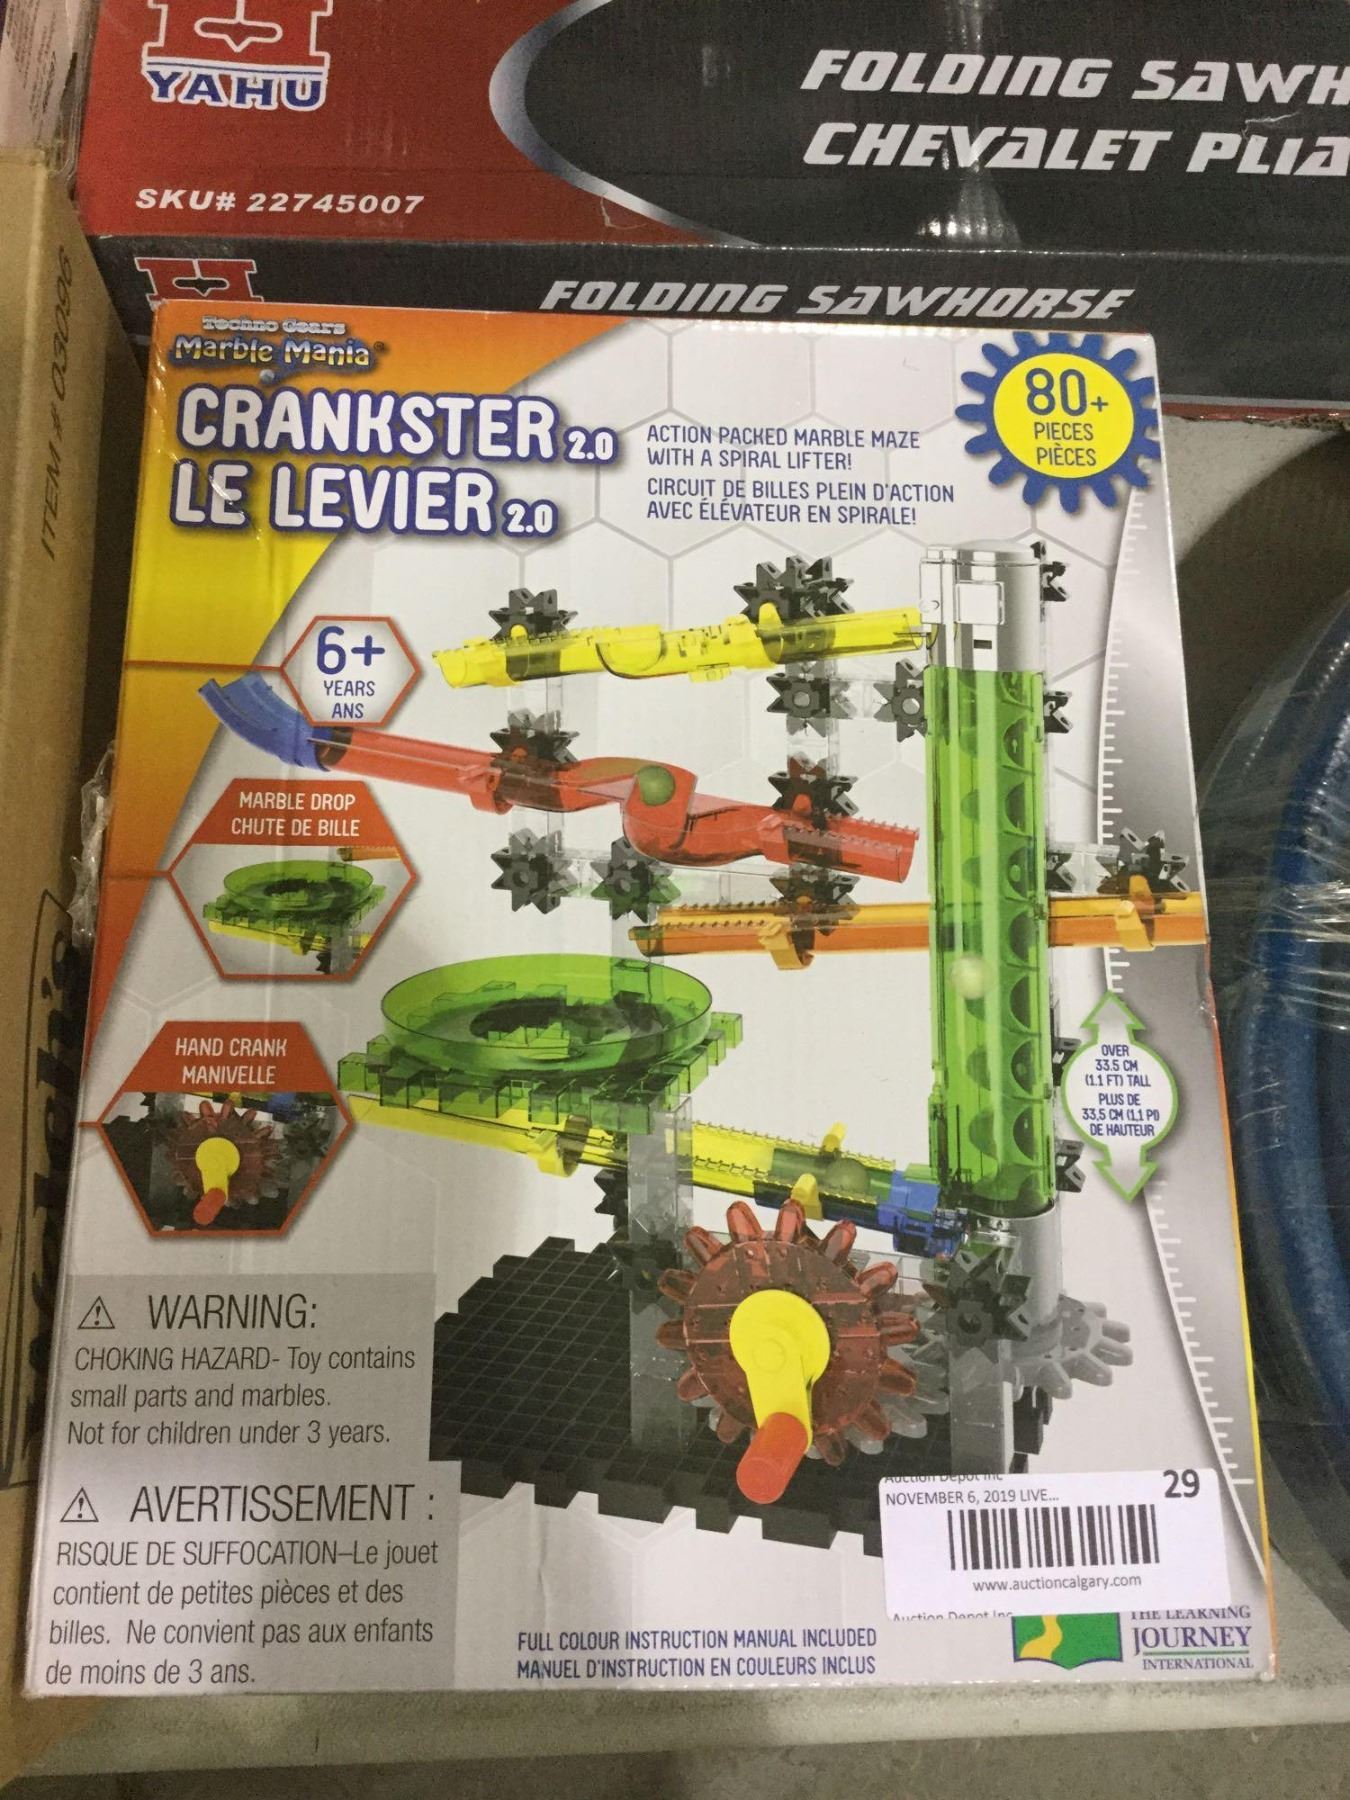 YAHU
FOLDING SAWH
CHEVALET PLIA
SKU# 22745007
FOLDING SAWHORSE
ITEM # 03096
Techno Gears
Marble Mania®
CRANKSTER 2.0
LE LEVIER 2.0
ACTION PACKED MARBLE MAZE
WITH A SPIRAL LIFTER!
CIRCUIT DE BILLES PLEIN D'ACTION
AVEC ÉLÉVATEUR EN SPIRALE!
80+
PIECES
PIÈCES
6+
YEARS
ANS
MARBLE DROP
CHUTE DE BILLE
HAND CRANK
MANIVELLE
OVER
33.5 CM
(1.1 FT) TALL
PLUS DE
33,5 CM (1,1 PI)
DE HAUTEUR
WARNING:
CHOKING HAZARD- Toy contains
small parts and marbles.
Not for children under 3 years.
AVERTISSEMENT :
RISQUE DE SUFFOCATION–Le jouet
contient de petites pièces et des
billes. Ne convient pas aux enfants
de moins de 3 ans.
FULL COLOUR INSTRUCTION MANUAL INCLUDED
MANUEL D'INSTRUCTION EN COULEURS INCLUS
Auction Depot Inc
NOVEMBER 6, 2019 LIVE...
29
www.auctioncalgary.com
Auction Depot Inc
THE LEARNING
JOURNEY
INTERNATIONAL